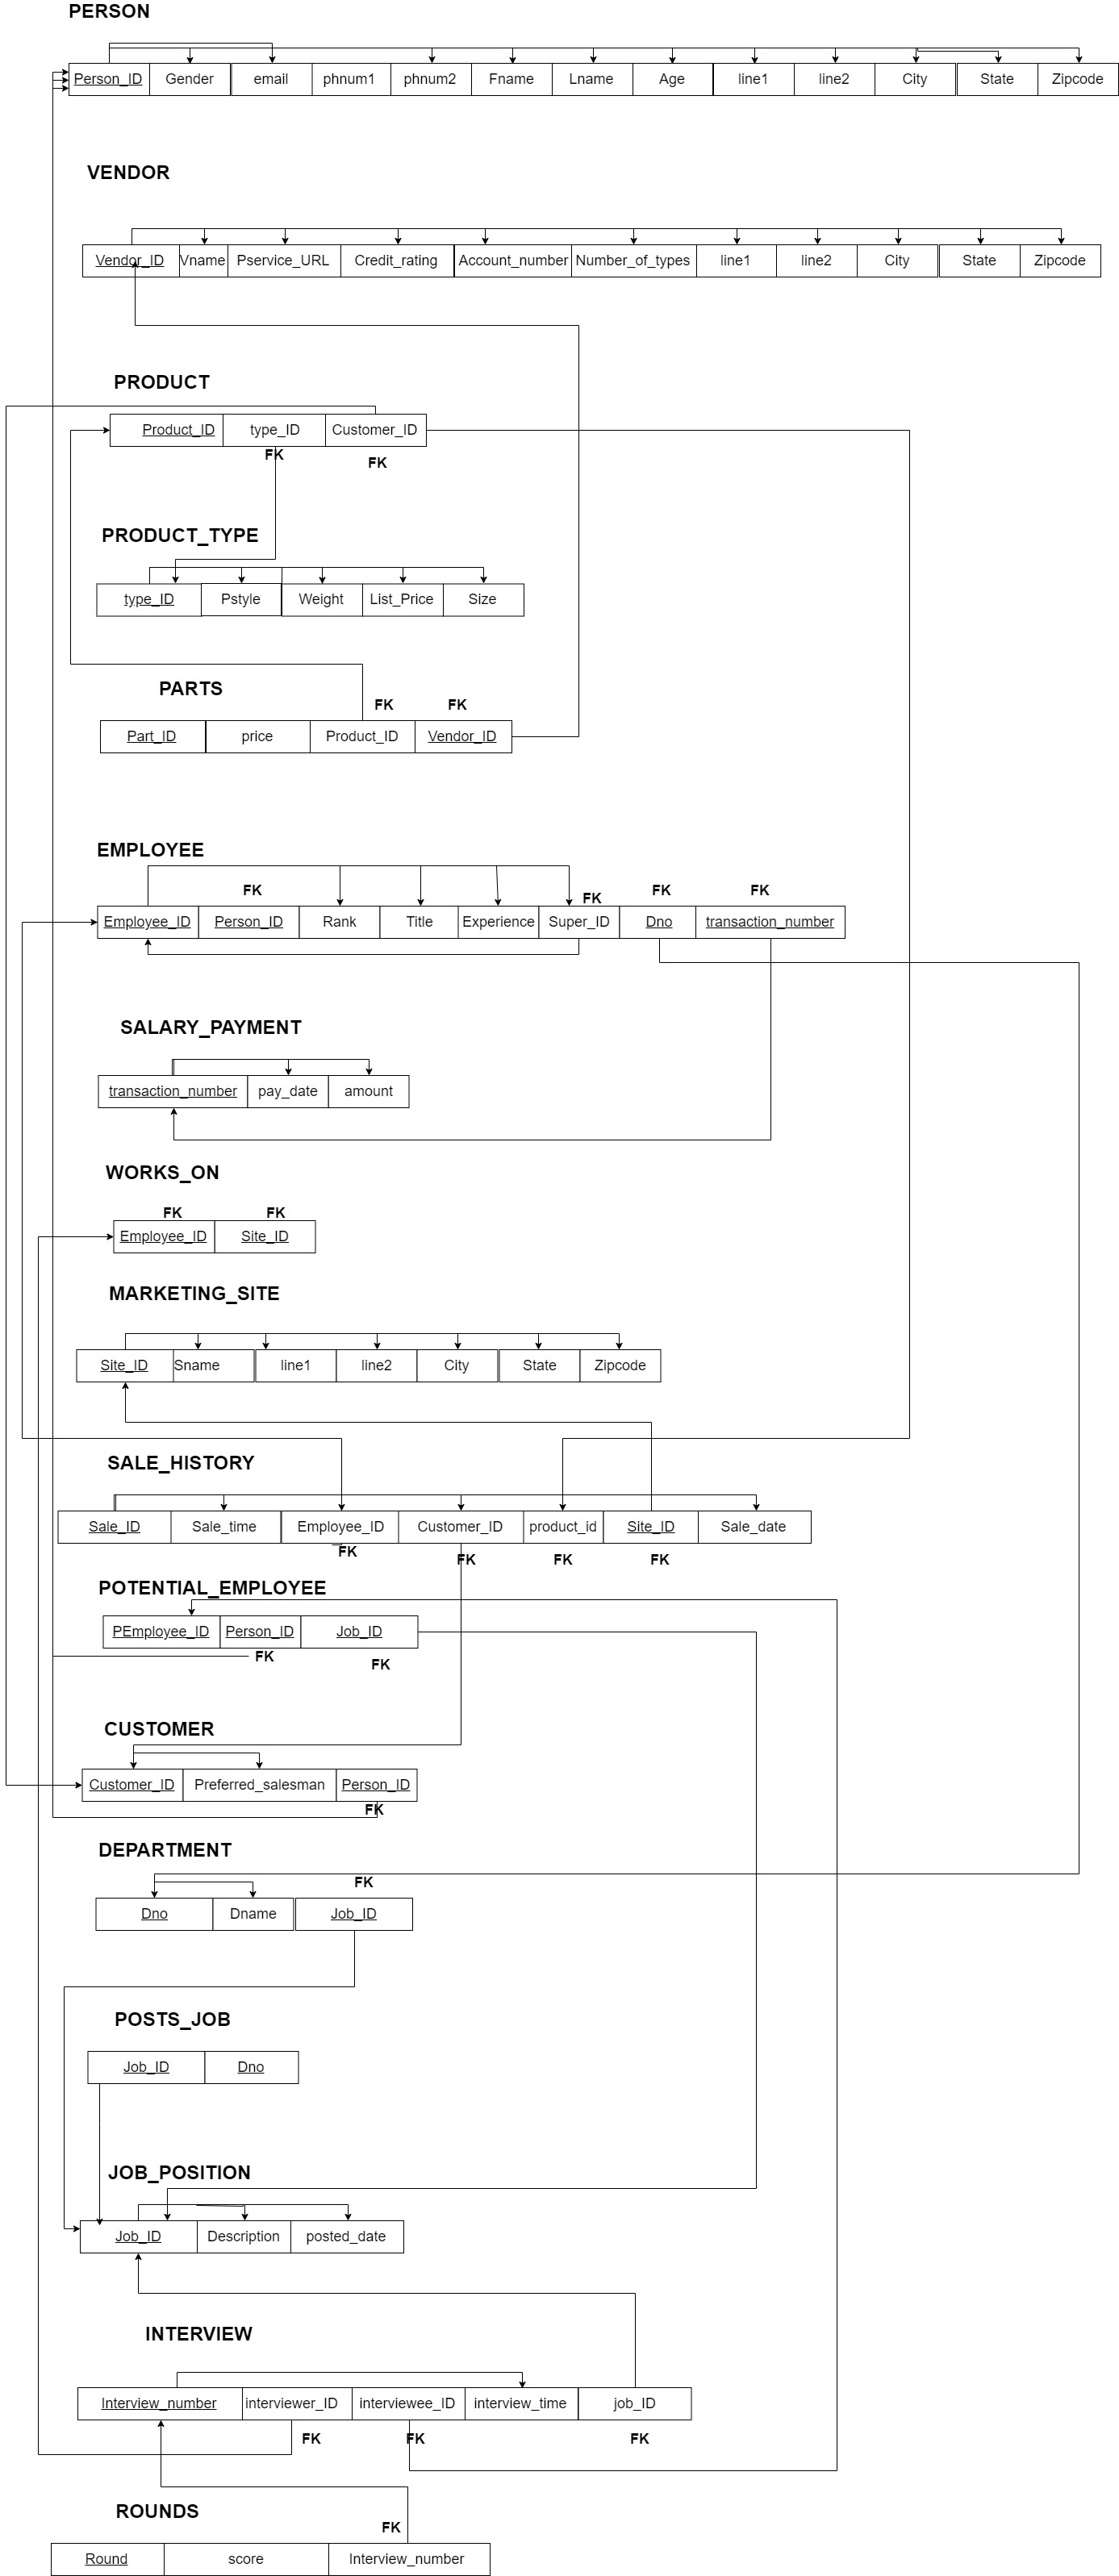 PERSON
Person_ID Gender email phnum1 phnum2 Fname Lname Age line1 line2 City State Zipcode
VENDOR
Vendor_ID Vname Pservice_URL Credit_rating Account_number Number_of_types line1 line2 City State Zipcode
PRODUCT
Product_ID type_ID Customer_ID
FK FK
PRODUCT_TYPE
type_ID Pstyle Weight List_Price Size
PARTS
FK FK
Part_ID price Product_ID Vendor_ID
EMPLOYEE
FK FK FK FK
Employee_ID Person_ID Rank Title Experience Super_ID Dno transaction_number
SALARY_PAYMENT
transaction_number pay_date amount
WORKS_ON
FK FK
Employee_ID Site_ID
MARKETING_SITE
Site_ID Sname line1 line2 City State Zipcode
SALE_HISTORY
Sale_ID Sale_time Employee_ID Customer_ID product_id Site_ID Sale_date
FK FK FK FK
POTENTIAL_EMPLOYEE
PEmployee_ID Person_ID Job_ID
FK FK
CUSTOMER
Customer_ID Preferred_salesman Person_ID
FK
DEPARTMENT
FK
Dno Dname Job_ID
POSTS_JOB
Job_ID Dno
JOB_POSITION
Job_ID Description posted_date
INTERVIEW
Interview_number interviewer_ID interviewee_ID interview_time job_ID
FK FK FK
ROUNDS
FK
Round score Interview_number